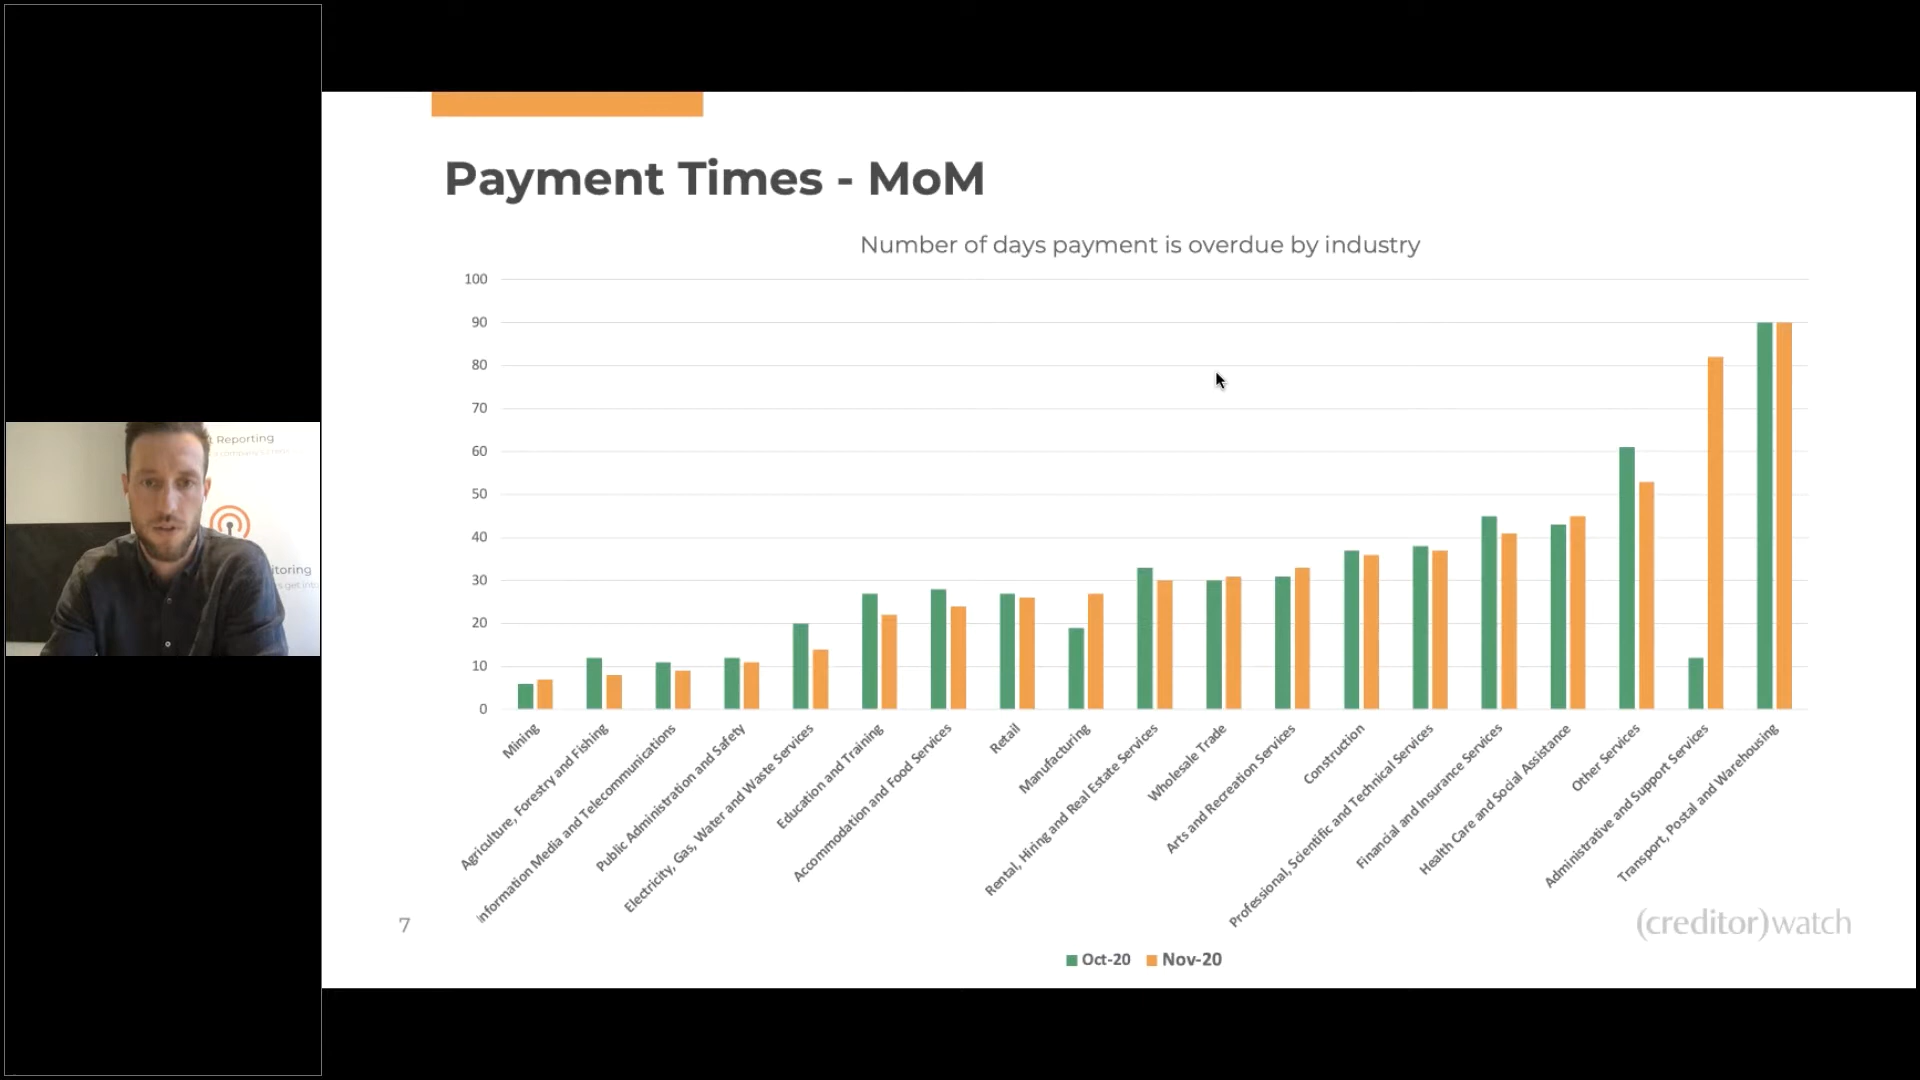 Payment Times - MoM
Number of days payment is overdue by industry
100
90
80
70
60
50
40
30
20
10
0
Mining
Agriculture, Forestry and Fishing
Information Media and Telecommunications
Public Administration and Safety
Electricity, Gas, Water and Waste Services
Education and Training
Accommodation and Food Services
Retail
Manufacturing
Rental, Hiring and Real Estate Services
Wholesale Trade
Arts and Recreation Services
Construction
Professional, Scientific and Technical Services
Financial and Insurance Services
Health Care and Social Assistance
Other Services
Administrative and Support Services
Transport, Postal and Warehousing
Oct-20 Nov-20
7
(creditor)watch
Reporting
company's
itoring
s get